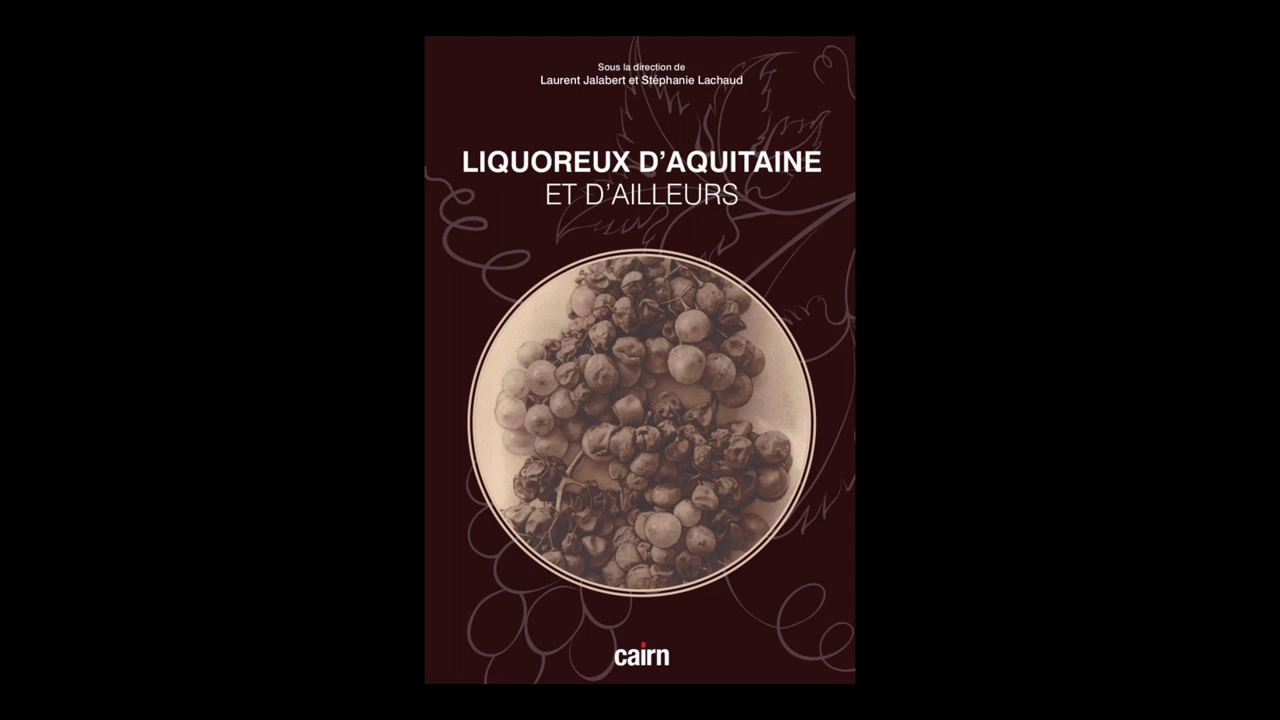 Sous la direction de
Laurent Jalabert et Stéphanie Lachaud
LIQUOREUX D’AQUITAINE
ET D’AILLEURS
cairn